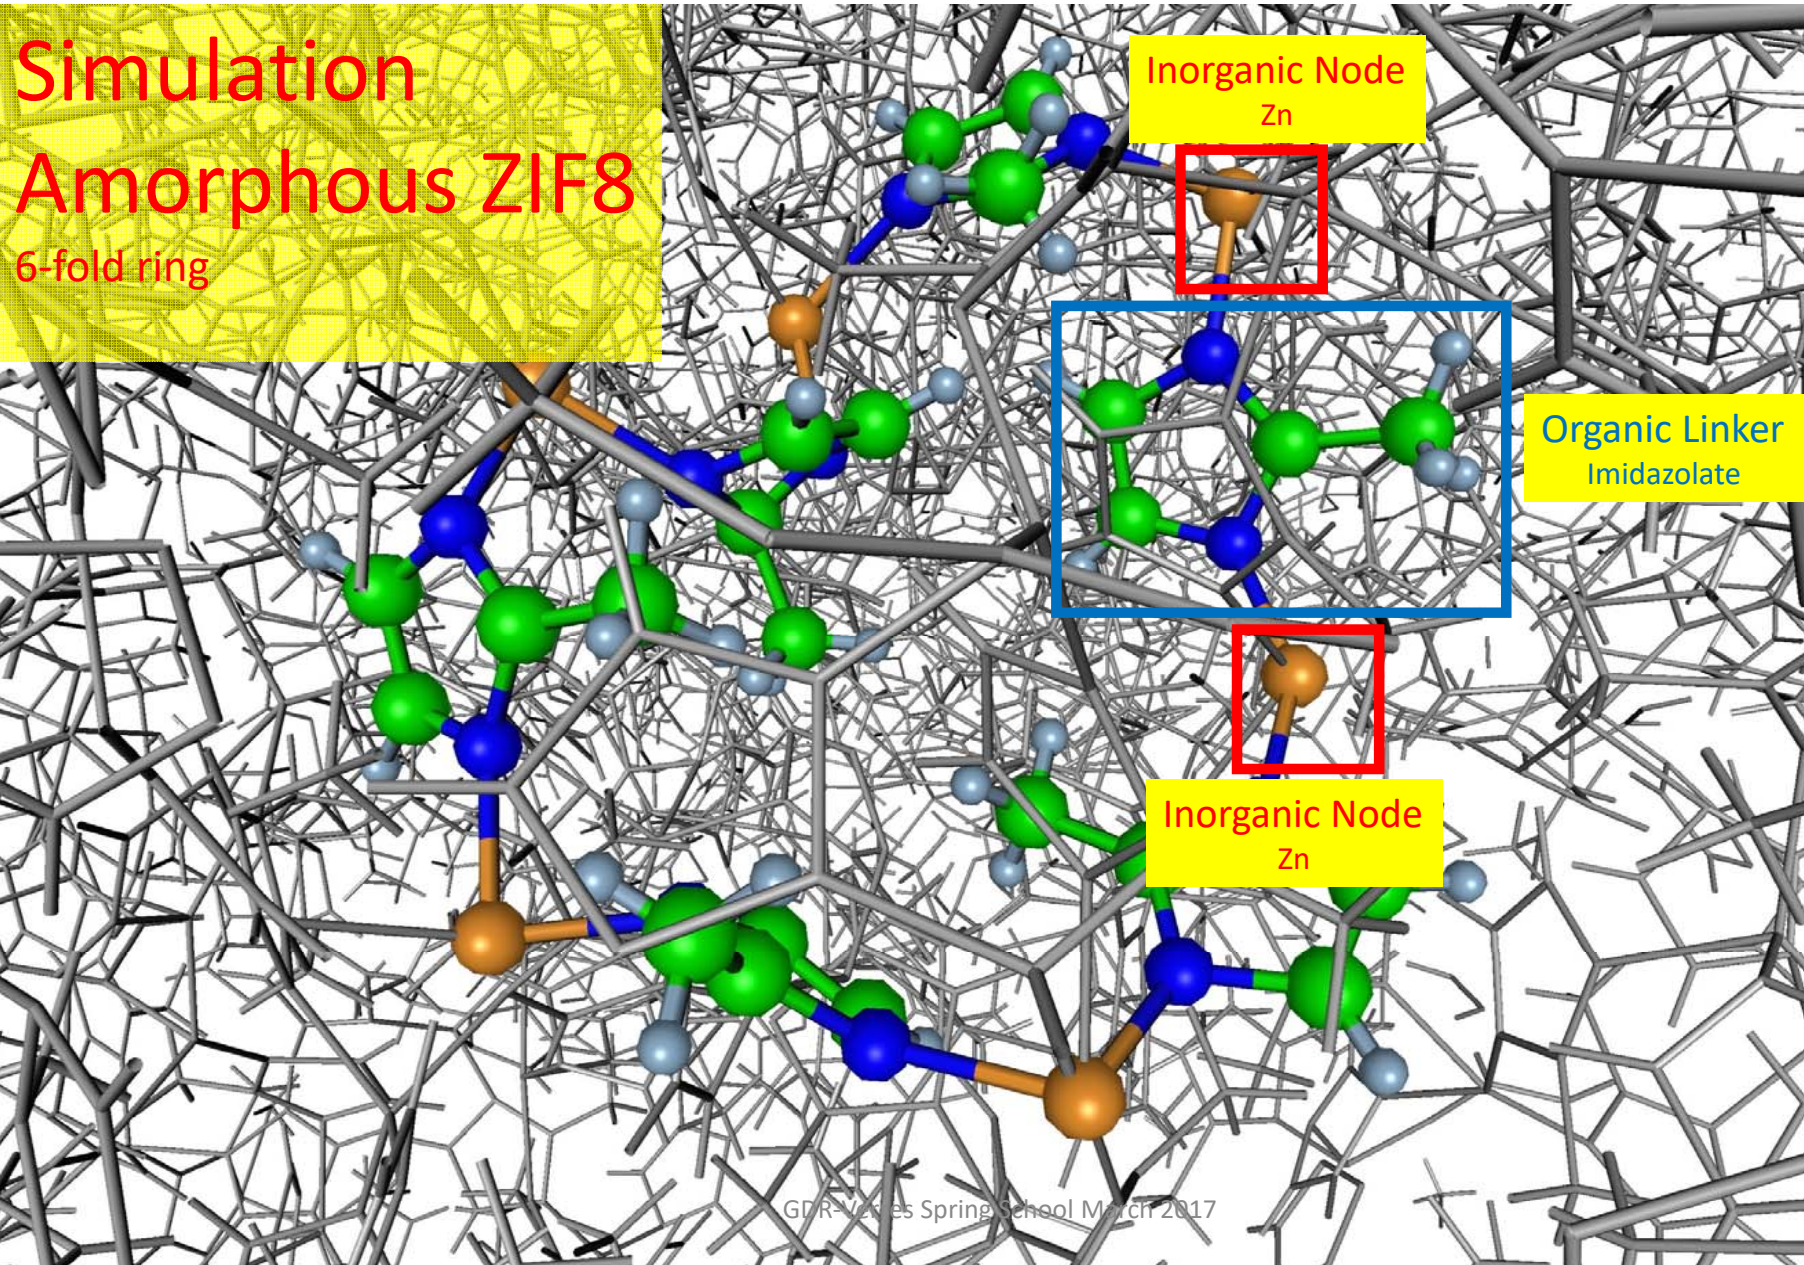 Simulation
Amorphous ZIF8
6-fold ring
Inorganic Node
Zn
Organic Linker
Imidazolate
Inorganic Node
Zn
GDR-Verres Spring School March 2017